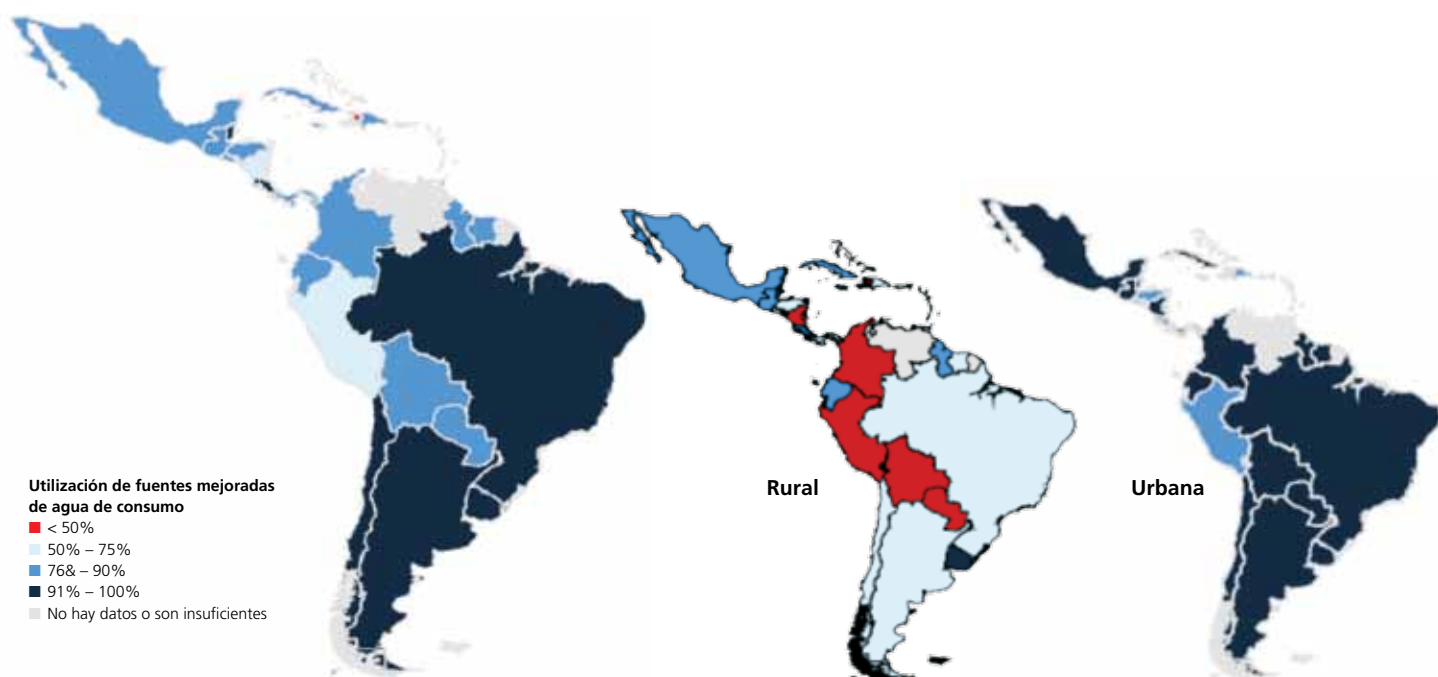 Rural
Urbana
Utilización de fuentes mejoradas
de agua de consumo
< 50%
50% – 75%
76& – 90%
91% – 100%
No hay datos o son insuficientes